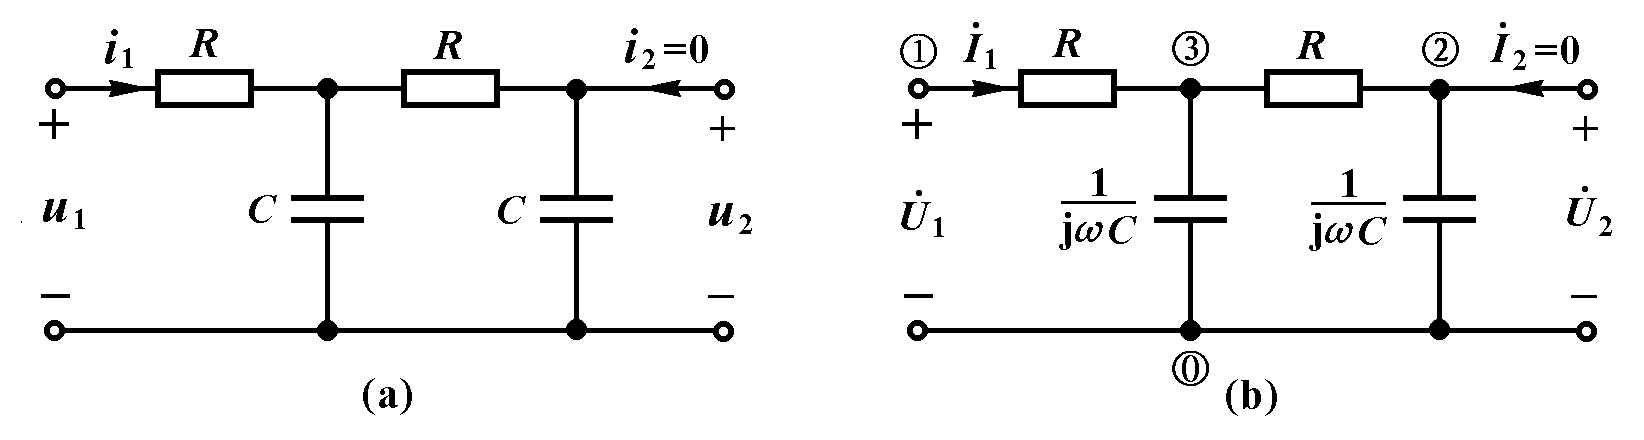 i₁ R R i₂=0
+ +
u₁ C C u₂
− −
(a)
① İ₁ R ③ R ② İ₂=0
+ +
U̇₁ 1/jωC 1/jωC U̇₂
− −
⓪
(b)